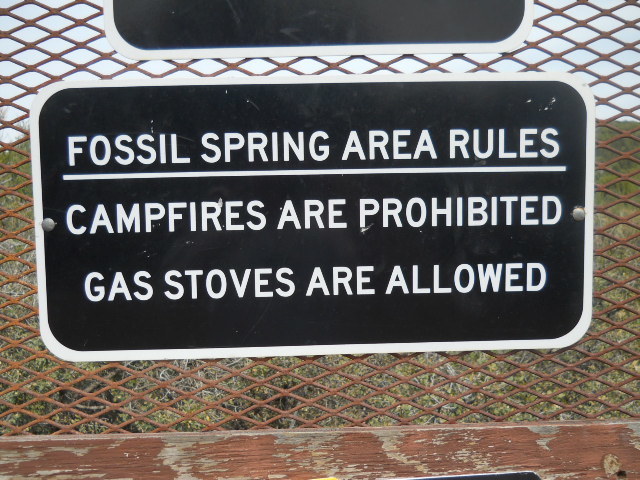 FOSSIL SPRING AREA RULES
CAMPFIRES ARE PROHIBITED
GAS STOVES ARE ALLOWED